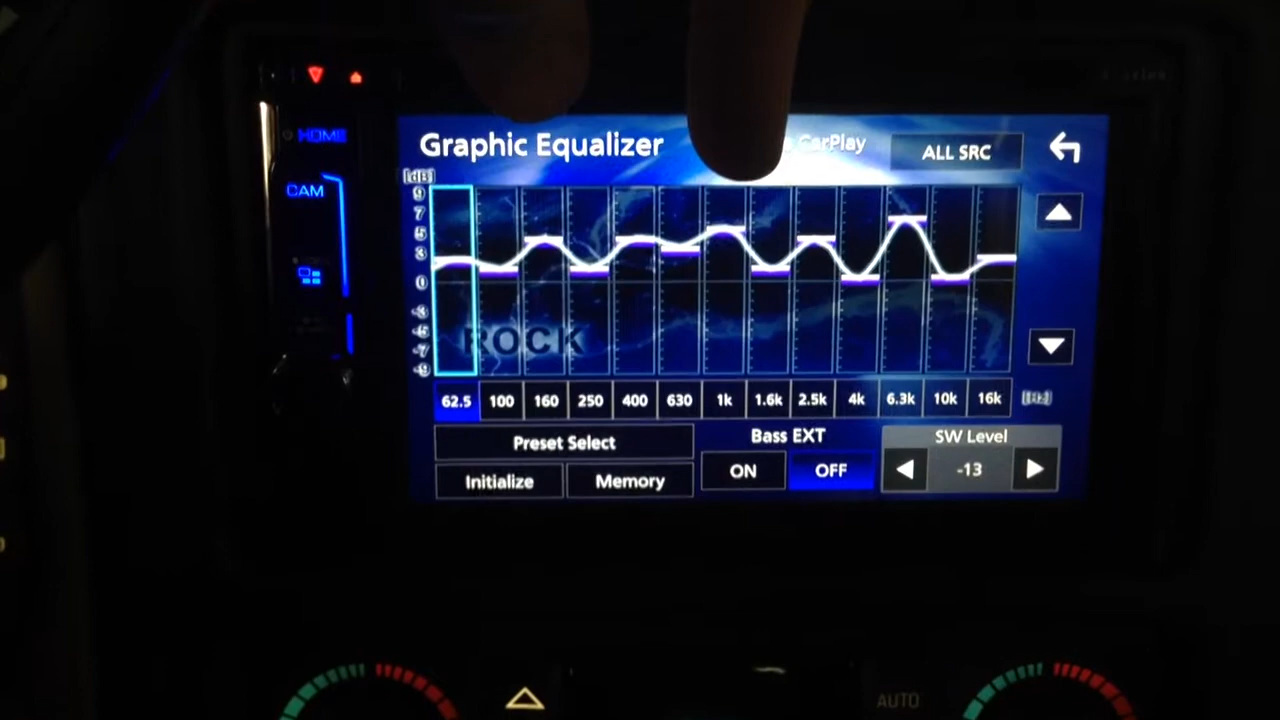 HOME
CAM
Graphic Equalizer
CarPlay
ALL SRC
[dB]
9
7
5
3
0
-3
-5
-7
-9
ROCK
62.5 100 160 250 400 630 1k 1.6k 2.5k 4k 6.3k 10k 16k [Hz]
Preset Select
Initialize Memory
Bass EXT
ON OFF
SW Level
-13
AUTO